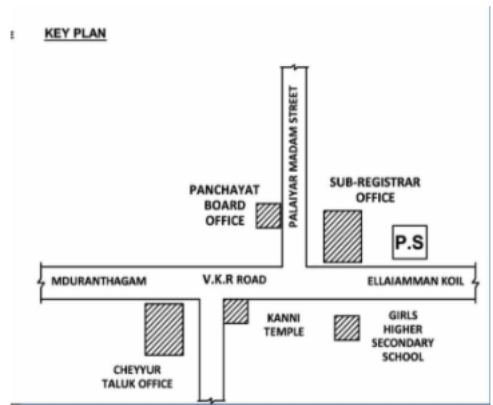 KEY PLAN
PALAIYAR MADAM STREET
PANCHAYAT
BOARD
OFFICE
SUB-REGISTRAR
OFFICE
P.S
MDURANTHAGAM
V.K.R ROAD
ELLAIAMMAN KOIL
KANNI
TEMPLE
GIRLS
HIGHER
SECONDARY
SCHOOL
CHEYYUR
TALUK OFFICE